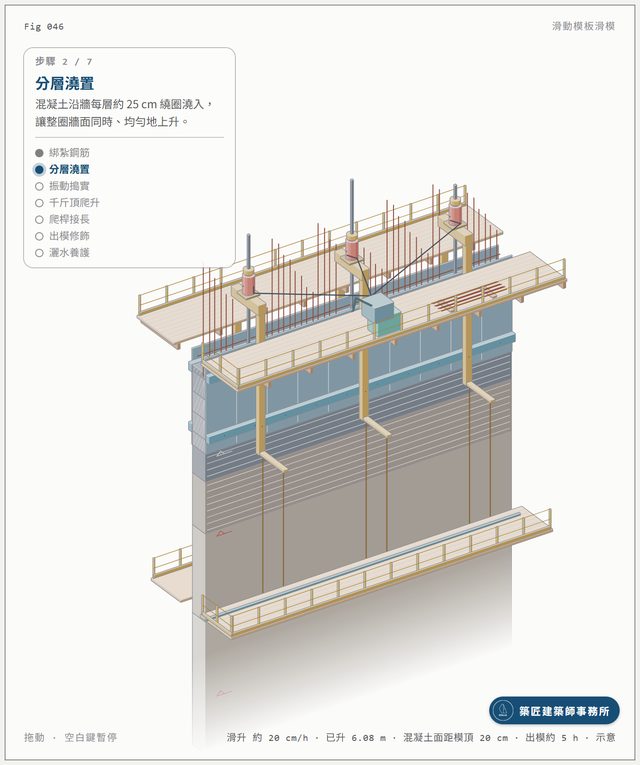 Fig 046
滑動模板滑模
步驟 2 / 7
分層澆置
混凝土沿牆每層約 25 cm 繞圈澆入，
讓整圈牆面同時、均勻地上升。
綁紮鋼筋
分層澆置
振動搗實
千斤頂爬升
爬桿接長
出模修飾
灑水養護
築匠建築師事務所
拖動 · 空白鍵暫停
滑升 約 20 cm/h · 已升 6.08 m · 混凝土面距模頂 20 cm · 出模約 5 h · 示意